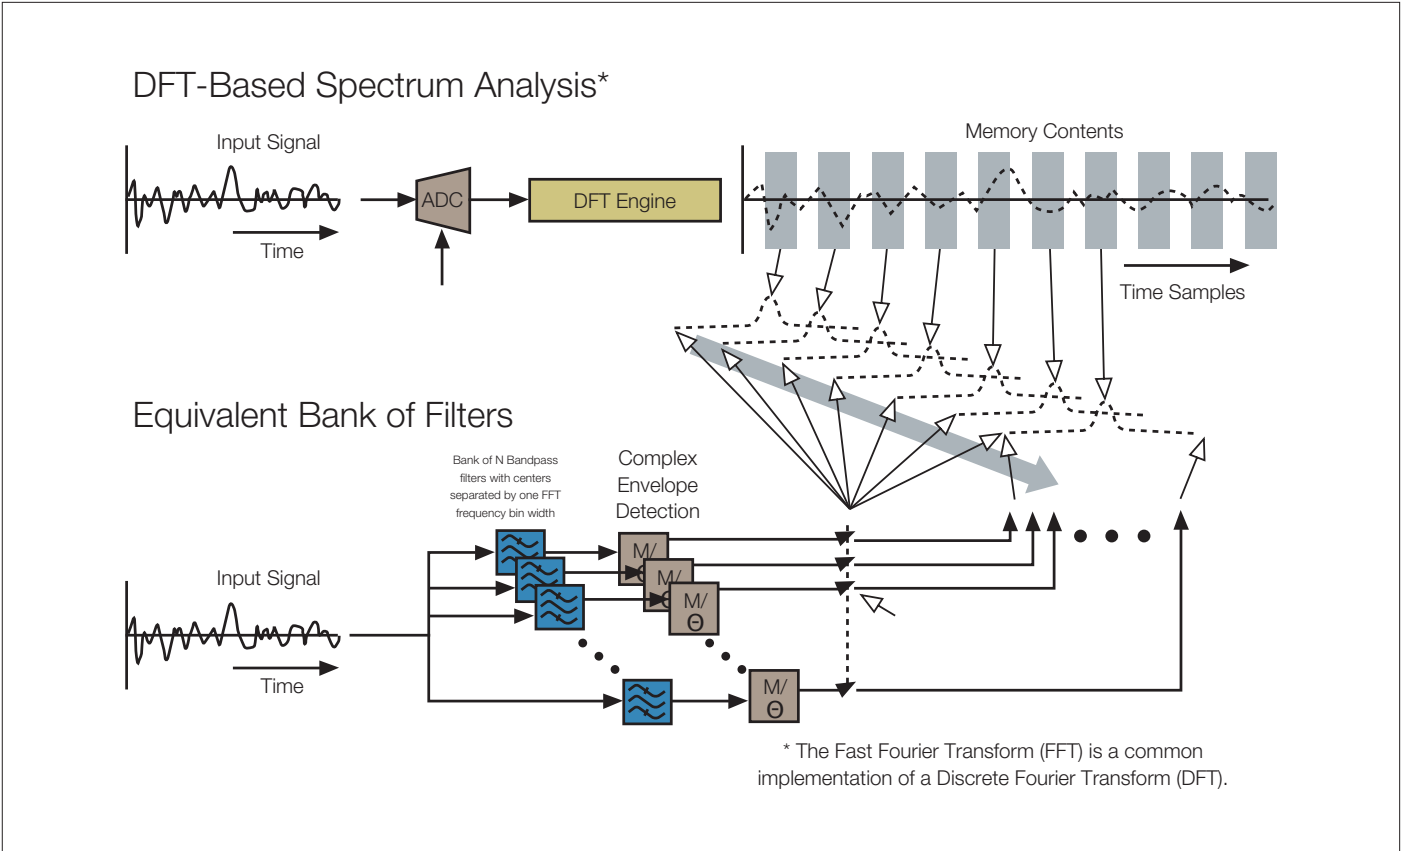 DFT-Based Spectrum Analysis*
Input Signal
Memory Contents
ADC
DFT Engine
Time
Time Samples
Equivalent Bank of Filters
Bank of N Bandpass
filters with centers
separated by one FFT
frequency bin width
Complex
Envelope
Detection
M/
Θ
M/
Θ
M/
Θ
Input Signal
Time
M/
Θ
* The Fast Fourier Transform (FFT) is a common
implementation of a Discrete Fourier Transform (DFT).